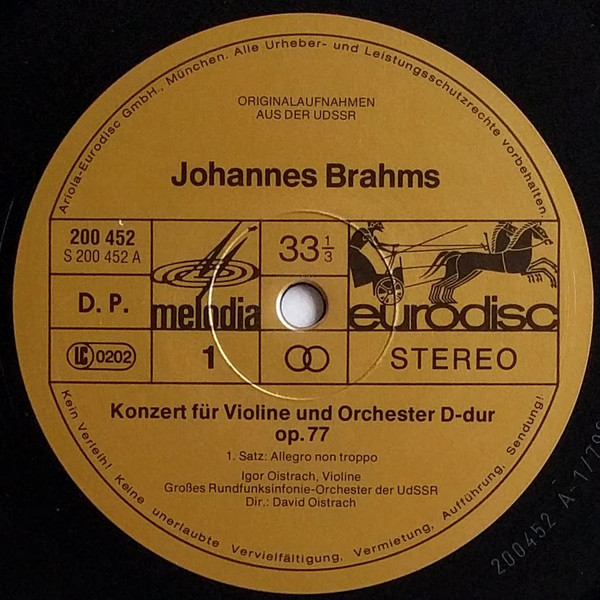 Ariola-Eurodisc GmbH., München. Alle Urheber- und Leistungsschutzrechte vorbehalten.
ORIGINALAUFNAHMEN
AUS DER UDSSR
Johannes Brahms
200 452
S 200 452 A
33 1/3
D. P.
melodia
eurodisc
LC 0202
1
STEREO
Konzert für Violine und Orchester D-dur
op. 77
1. Satz: Allegro non troppo
Igor Oistrach, Violine
Großes Rundfunksinfonie-Orchester der UdSSR
Dir.: David Oistrach
Kein Verleih! Keine unerlaubte Vervielfältigung, Vermietung, Aufführung, Sendung!
200452 A-1/79